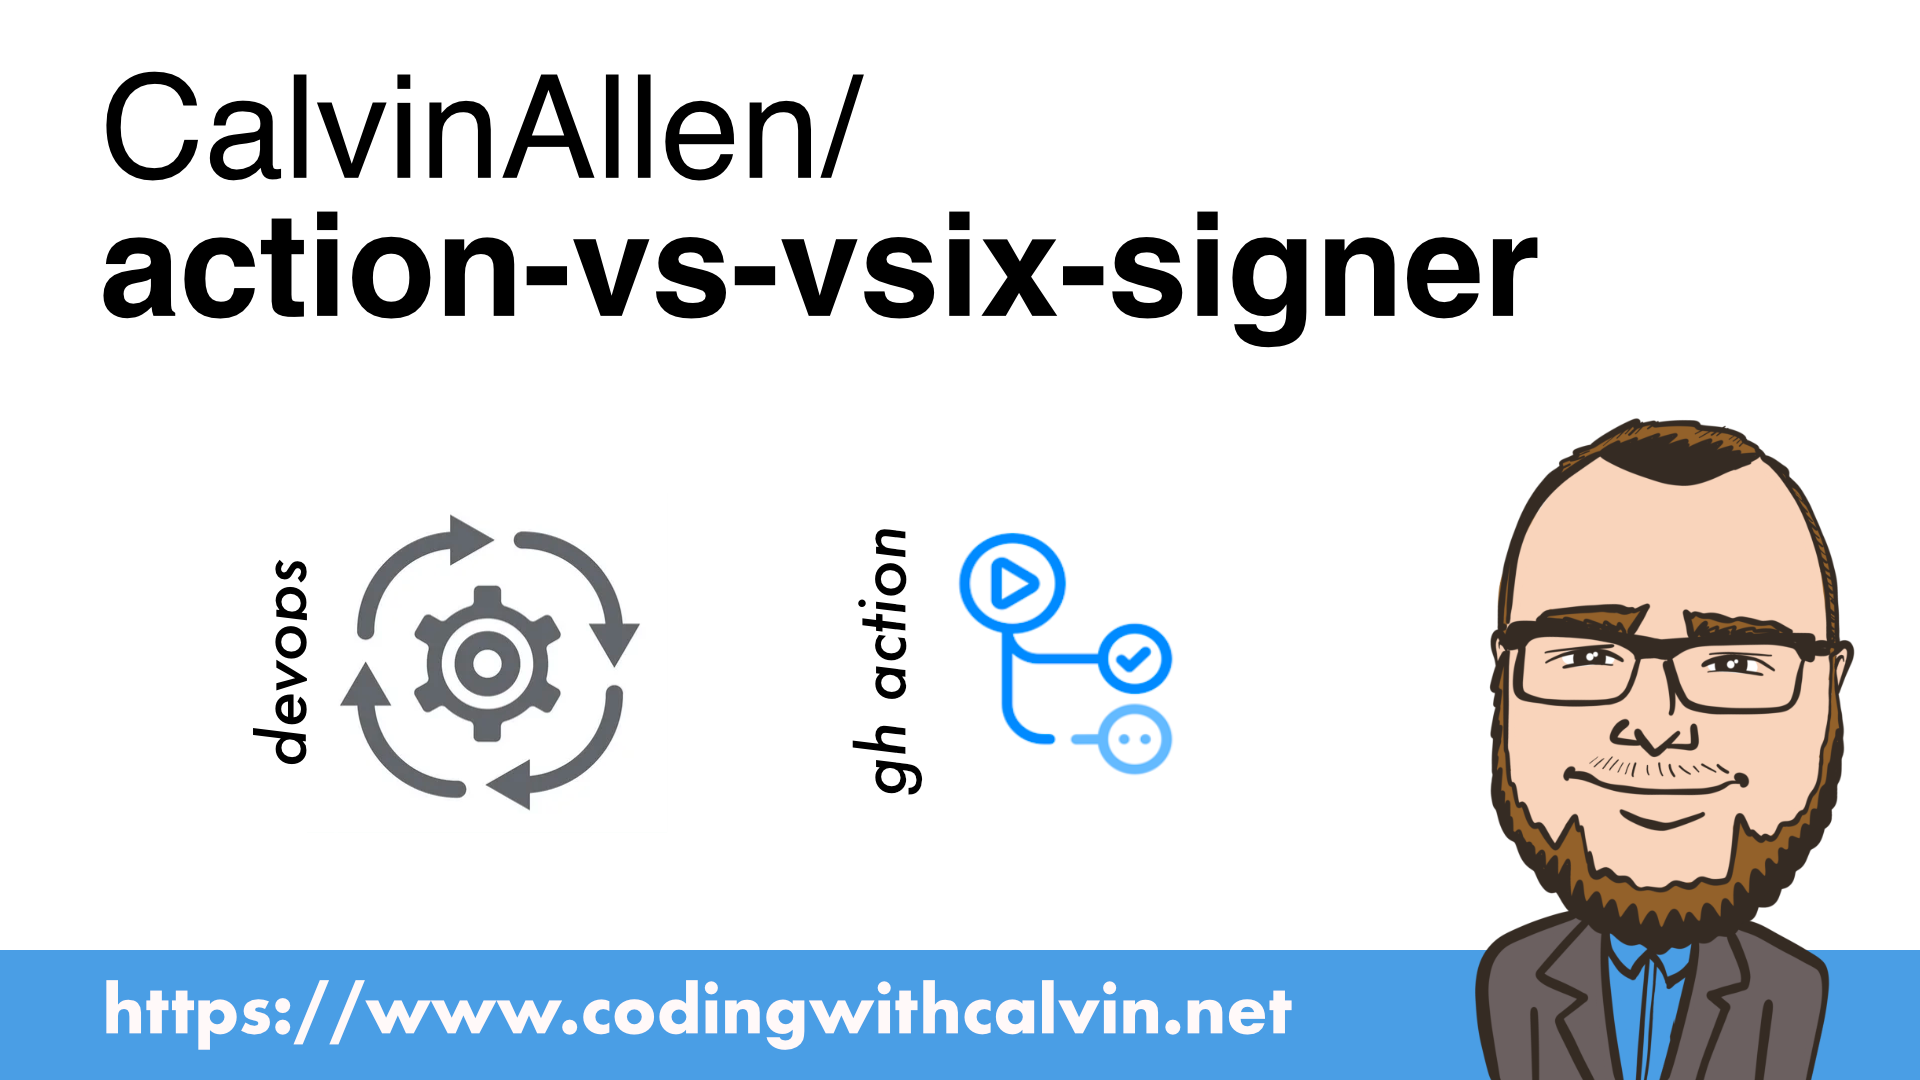 CalvinAllen/
action-vs-vsix-signer
devops
gh action
https://www.codingwithcalvin.net